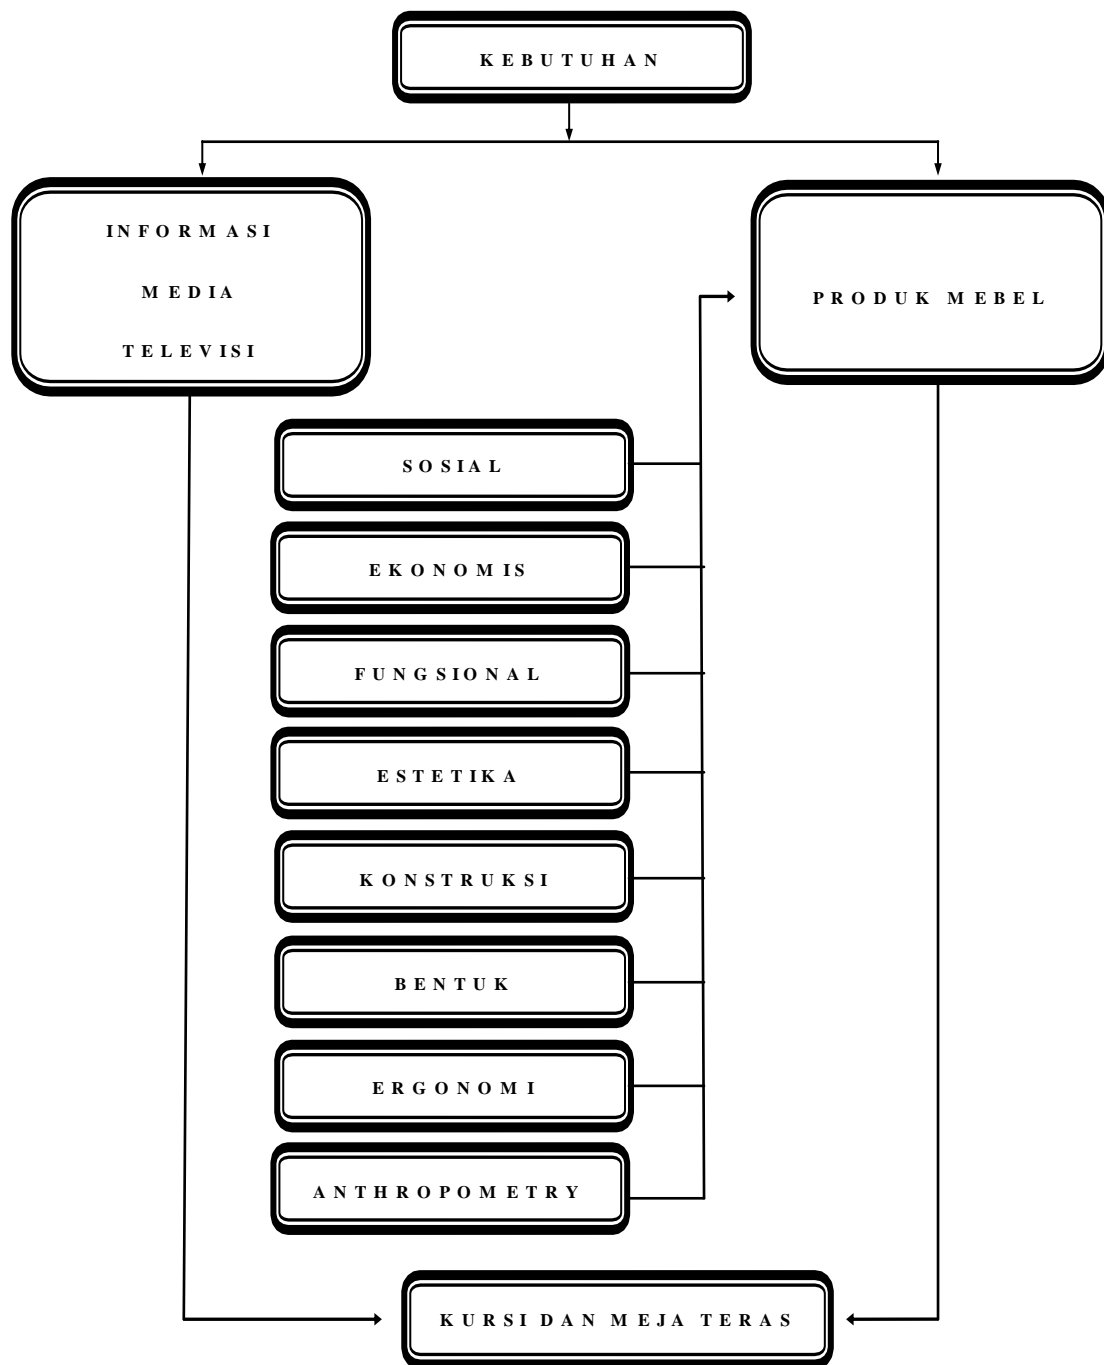 KEBUTUHAN
INFORMASI
MEDIA
TELEVISI
PRODUK MEBEL
SOSIAL
EKONOMIS
FUNGSIONAL
ESTETIKA
KONSTRUKSI
BENTUK
ERGONOMI
ANTHROPOMETRY
KURSI DAN MEJA TERAS